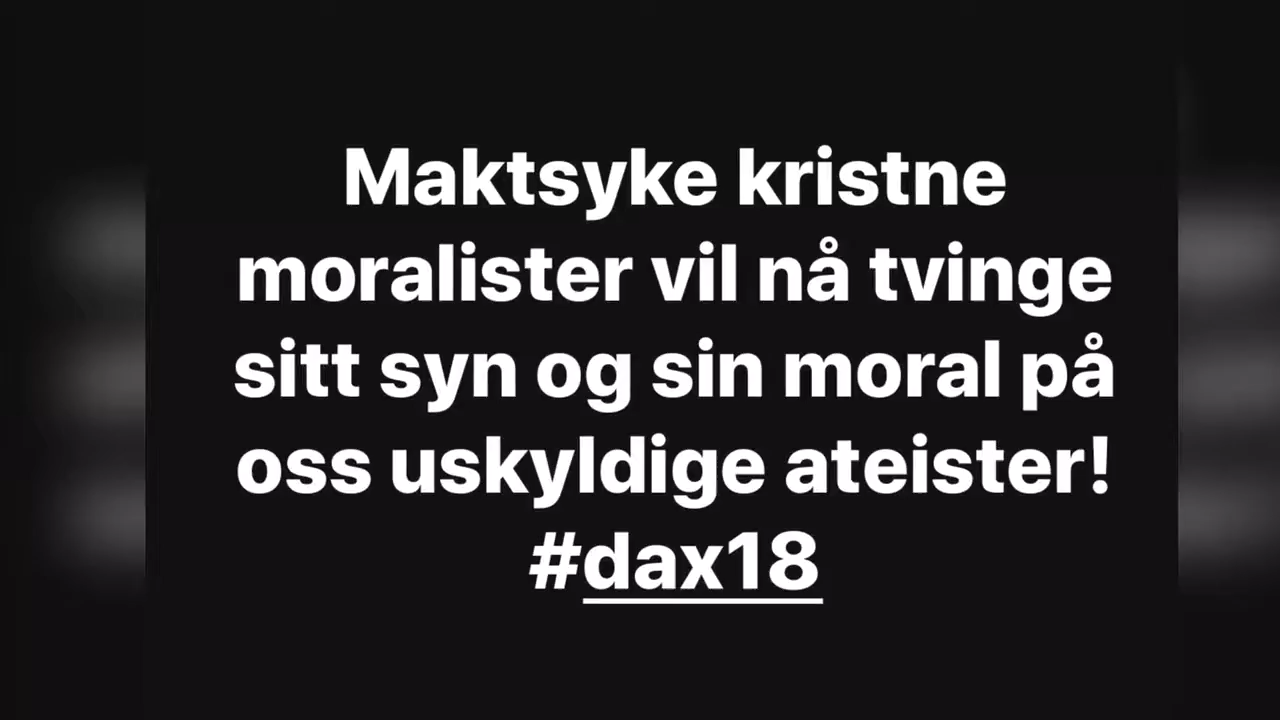 Maktsyke kristne
moralister vil nå tvinge
sitt syn og sin moral på
oss uskyldige ateister!
#dax18